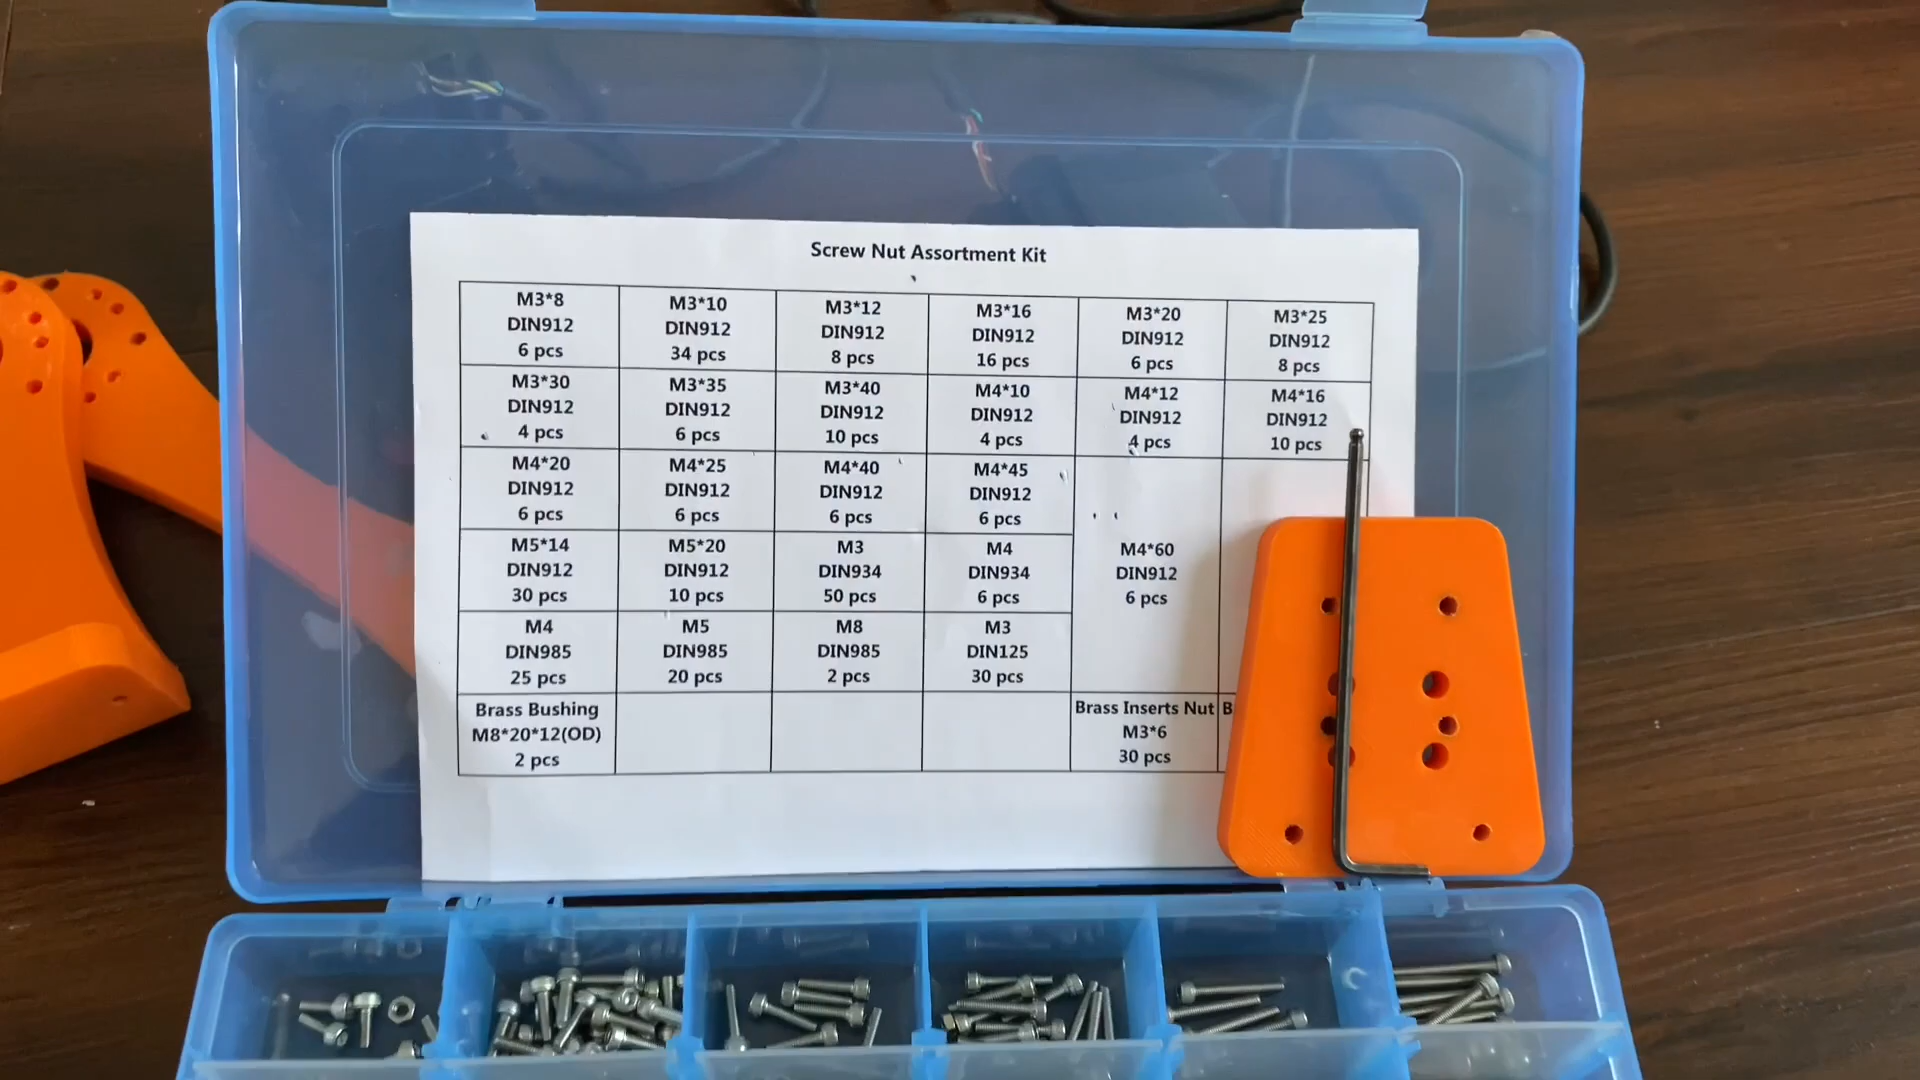 Screw Nut Assortment Kit
M3*8
DIN912
6 pcs
M3*10
DIN912
34 pcs
M3*12
DIN912
8 pcs
M3*16
DIN912
16 pcs
M3*20
DIN912
6 pcs
M3*25
DIN912
8 pcs
M3*30
DIN912
4 pcs
M3*35
DIN912
6 pcs
M3*40
DIN912
10 pcs
M4*10
DIN912
4 pcs
M4*12
DIN912
4 pcs
M4*16
DIN912
10 pcs
M4*20
DIN912
6 pcs
M4*25
DIN912
6 pcs
M4*40
DIN912
6 pcs
M4*45
DIN912
6 pcs
M4*60
DIN912
6 pcs
M5*14
DIN912
30 pcs
M5*20
DIN912
10 pcs
M3
DIN934
50 pcs
M4
DIN934
6 pcs
M4
DIN985
25 pcs
M5
DIN985
20 pcs
M8
DIN985
2 pcs
M3
DIN125
30 pcs
Brass Bushing
M8*20*12(OD)
2 pcs
Brass Inserts Nut
M3*6
30 pcs
B